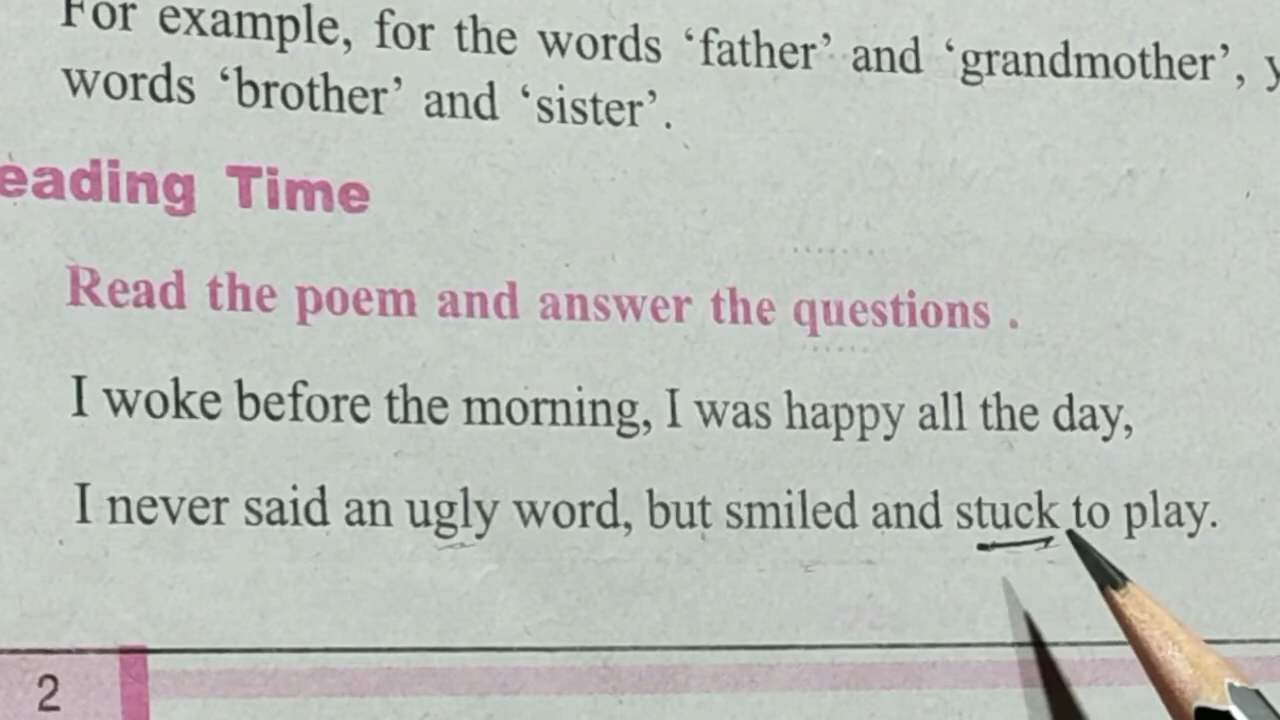 For example, for the words ‘father’ and ‘grandmother’,
words ‘brother’ and ‘sister’.
eading Time
Read the poem and answer the questions .
I woke before the morning, I was happy all the day,
I never said an ugly word, but smiled and stuck to play.
2